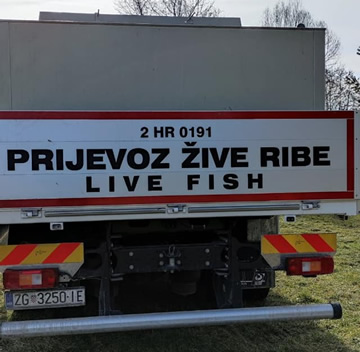 2 HR 0191
PRIJEVOZ ŽIVE RIBE
LIVE FISH
ZG 3250-IE